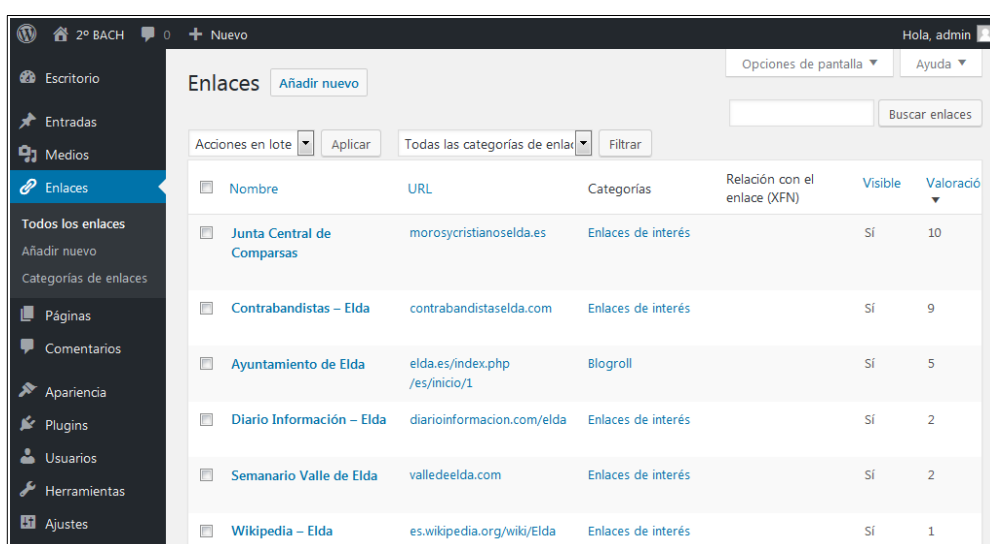 2º BACH 0 + Nuevo Hola, admin
Escritorio
Entradas
Medios
Enlaces
Todos los enlaces
Añadir nuevo
Categorías de enlaces
Páginas
Comentarios
Apariencia
Plugins
Usuarios
Herramientas
Ajustes
Opciones de pantalla ▼ Ayuda ▼
Enlaces Añadir nuevo
Buscar enlaces
Acciones en lote Aplicar Todas las categorías de enlac Filtrar
Nombre URL Categorías Relación con el enlace (XFN) Visible Valoració
Junta Central de Comparsas morosycristianoselda.es Enlaces de interés Sí 10
Contrabandistas – Elda contrabandistaselda.com Enlaces de interés Sí 9
Ayuntamiento de Elda elda.es/index.php/es/inicio/1 Blogroll Sí 5
Diario Información – Elda diarioinformacion.com/elda Enlaces de interés Sí 2
Semanario Valle de Elda valledeelda.com Enlaces de interés Sí 2
Wikipedia – Elda es.wikipedia.org/wiki/Elda Enlaces de interés Sí 1